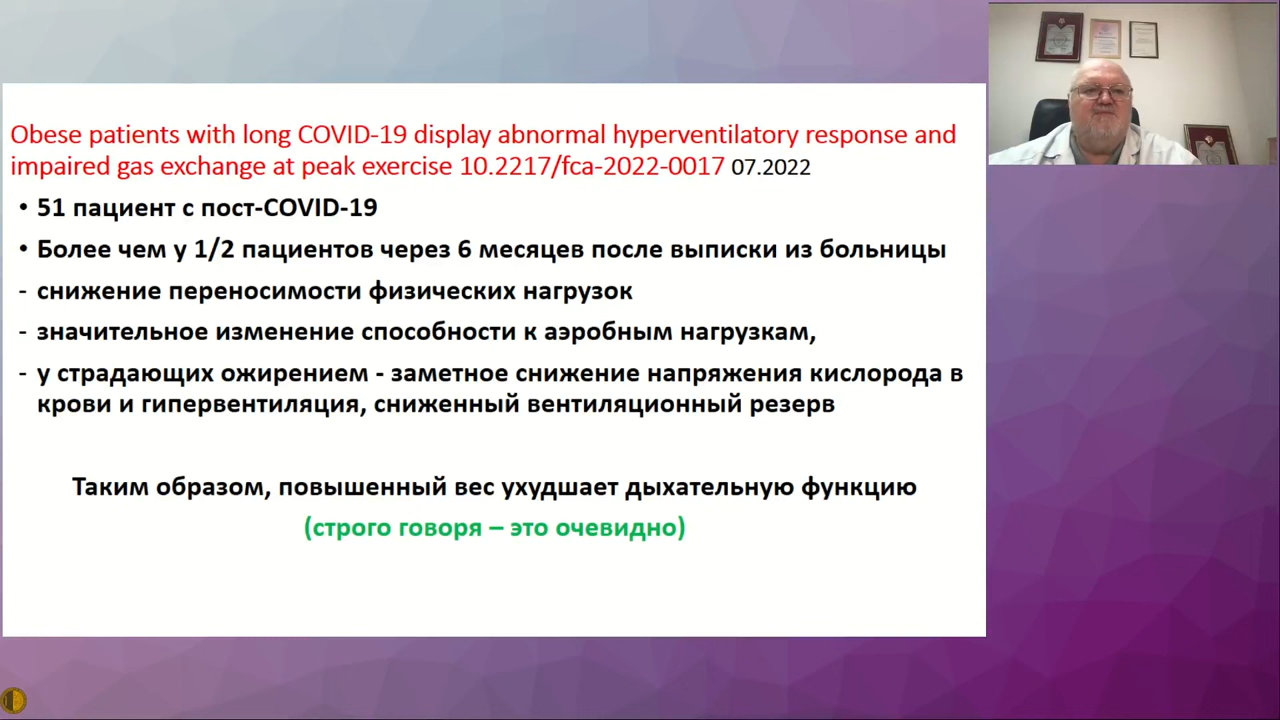 Obese patients with long COVID-19 display abnormal hyperventilatory response and
impaired gas exchange at peak exercise 10.2217/fca-2022-0017 07.2022
• 51 пациент с пост-COVID-19
• Более чем у 1/2 пациентов через 6 месяцев после выписки из больницы
- снижение переносимости физических нагрузок
- значительное изменение способности к аэробным нагрузкам,
- у страдающих ожирением - заметное снижение напряжения кислорода в
крови и гипервентиляция, сниженный вентиляционный резерв
Таким образом, повышенный вес ухудшает дыхательную функцию
(строго говоря – это очевидно)